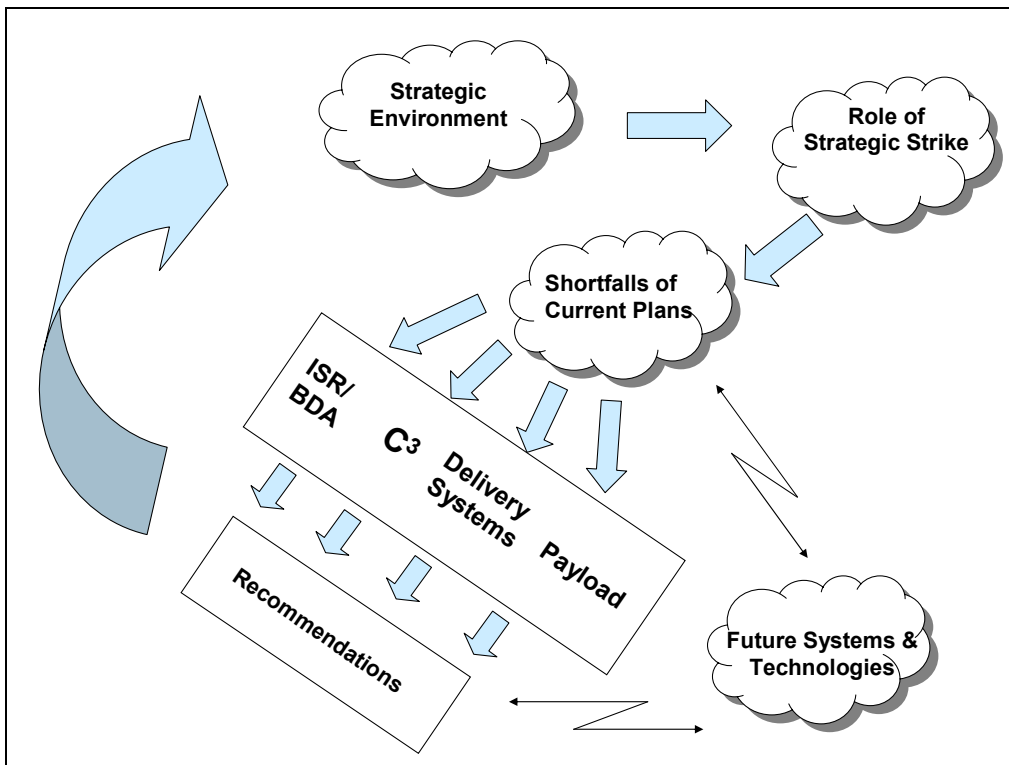 Strategic
Environment
Role of
Strategic Strike
Shortfalls of
Current Plans
ISR/
BDA
C³
Delivery
Systems
Payload
Recommendations
Future Systems &
Technologies